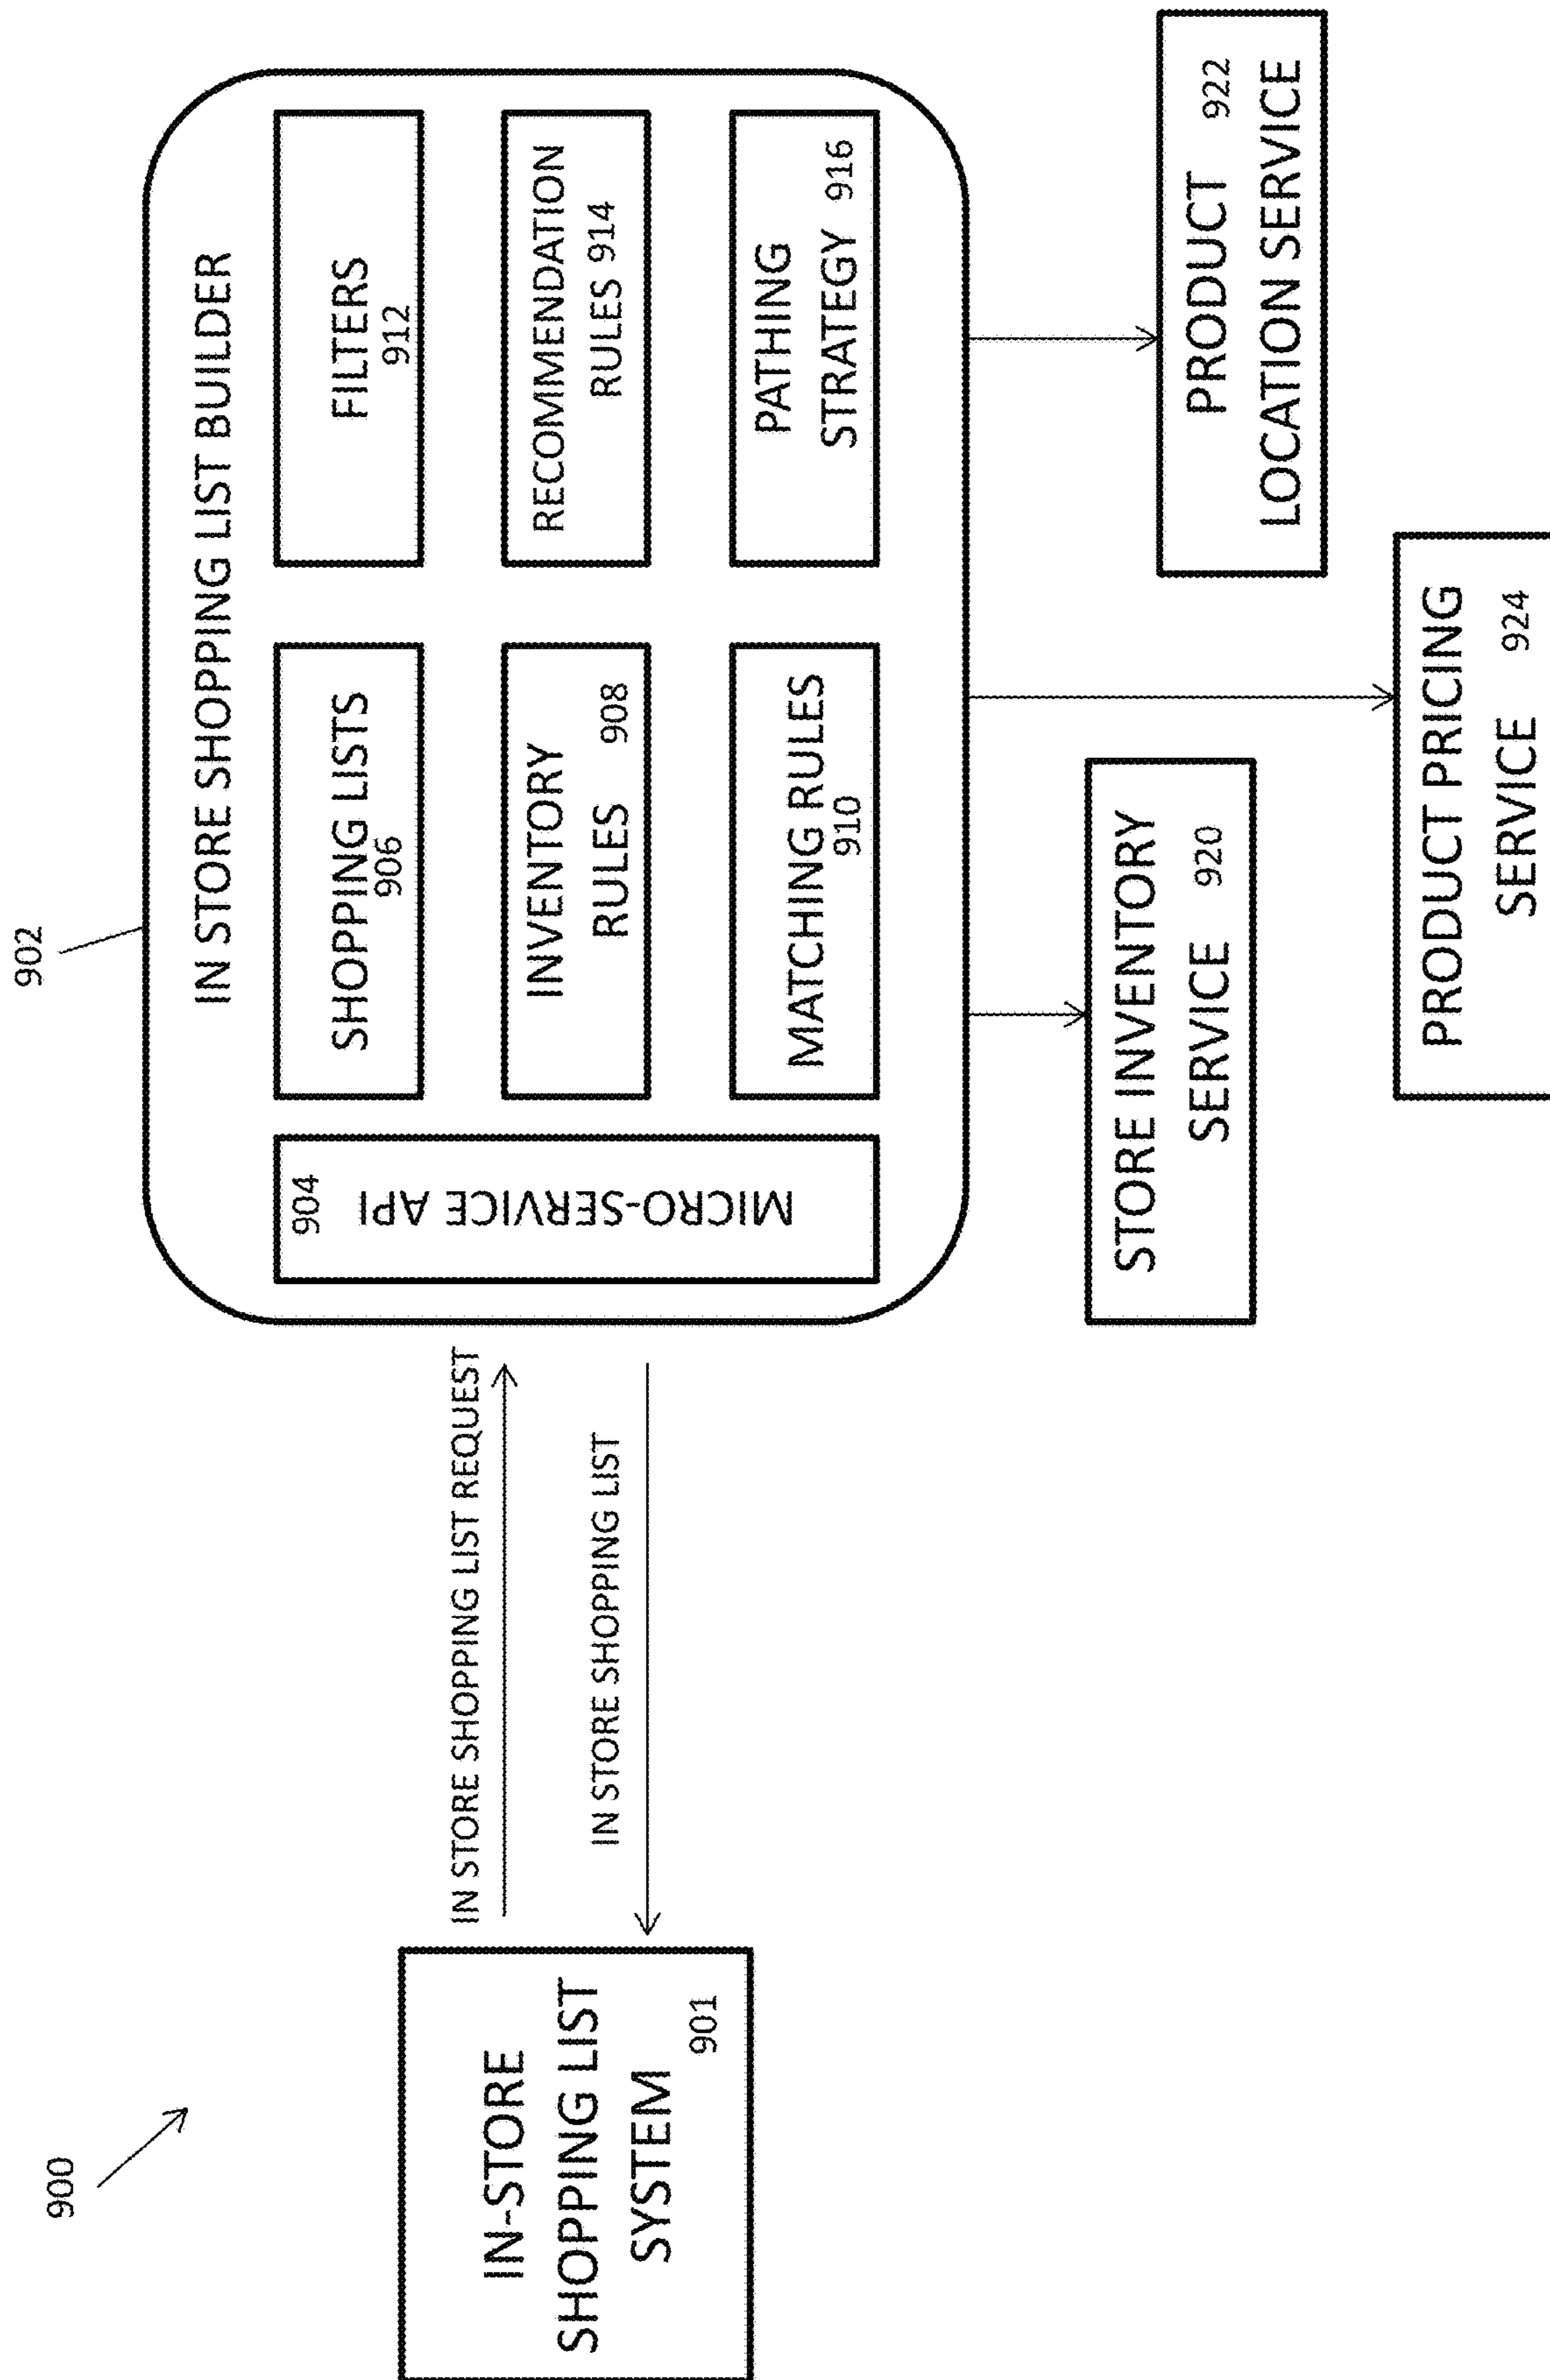 900
902
IN STORE SHOPPING LIST BUILDER
904
MICRO-SERVICE API
SHOPPING LISTS
906
FILTERS
912
INVENTORY
RULES 908
RECOMMENDATION
RULES 914
MATCHING RULES
910
PATHING
STRATEGY 916
IN STORE SHOPPING LIST REQUEST
IN STORE SHOPPING LIST
IN-STORE
SHOPPING LIST
SYSTEM
901
STORE INVENTORY
SERVICE 920
PRODUCT 922
LOCATION SERVICE
PRODUCT PRICING
SERVICE 924